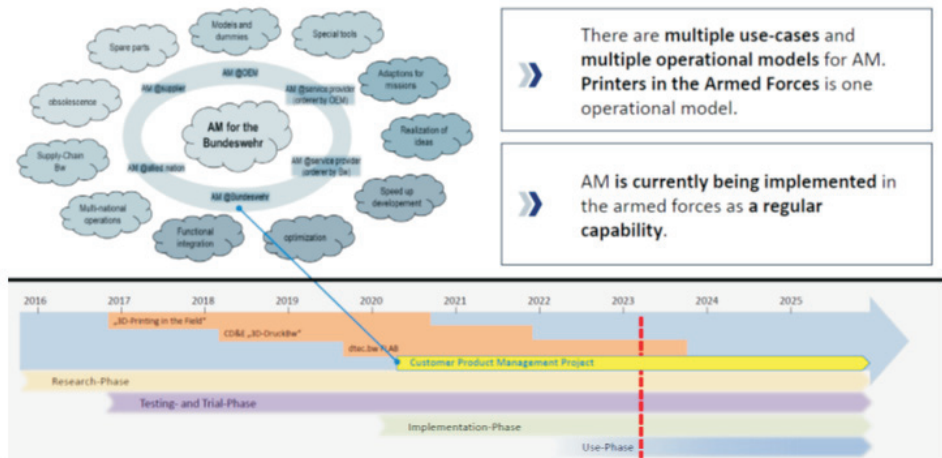 Models and
dummies
Special tools
Spare parts
AM @OEM
AM @supplier
AM @service provider
(orderer by OEM)
Adaptions for
missions
obsolescence
AM for the
Bundeswehr
Realization of
ideas
Supply-Chain
Bw
AM @allied nation
AM @service provider
(orderer by Bw)
AM @Bundeswehr
Speed up
developement
Multi-national
operations
Functional
integration
optimization
There are multiple use-cases and
multiple operational models for AM.
Printers in the Armed Forces is one
operational model.
AM is currently being implemented in
the armed forces as a regular
capability.
2016 2017 2018 2019 2020 2021 2022 2023 2024 2025
„3D-Printing in the Field"
CD&E „3D-DruckBw"
dtec.bw FLAB
Customer Product Management Project
Research-Phase
Testing- and Trial-Phase
Implementation-Phase
Use-Phase